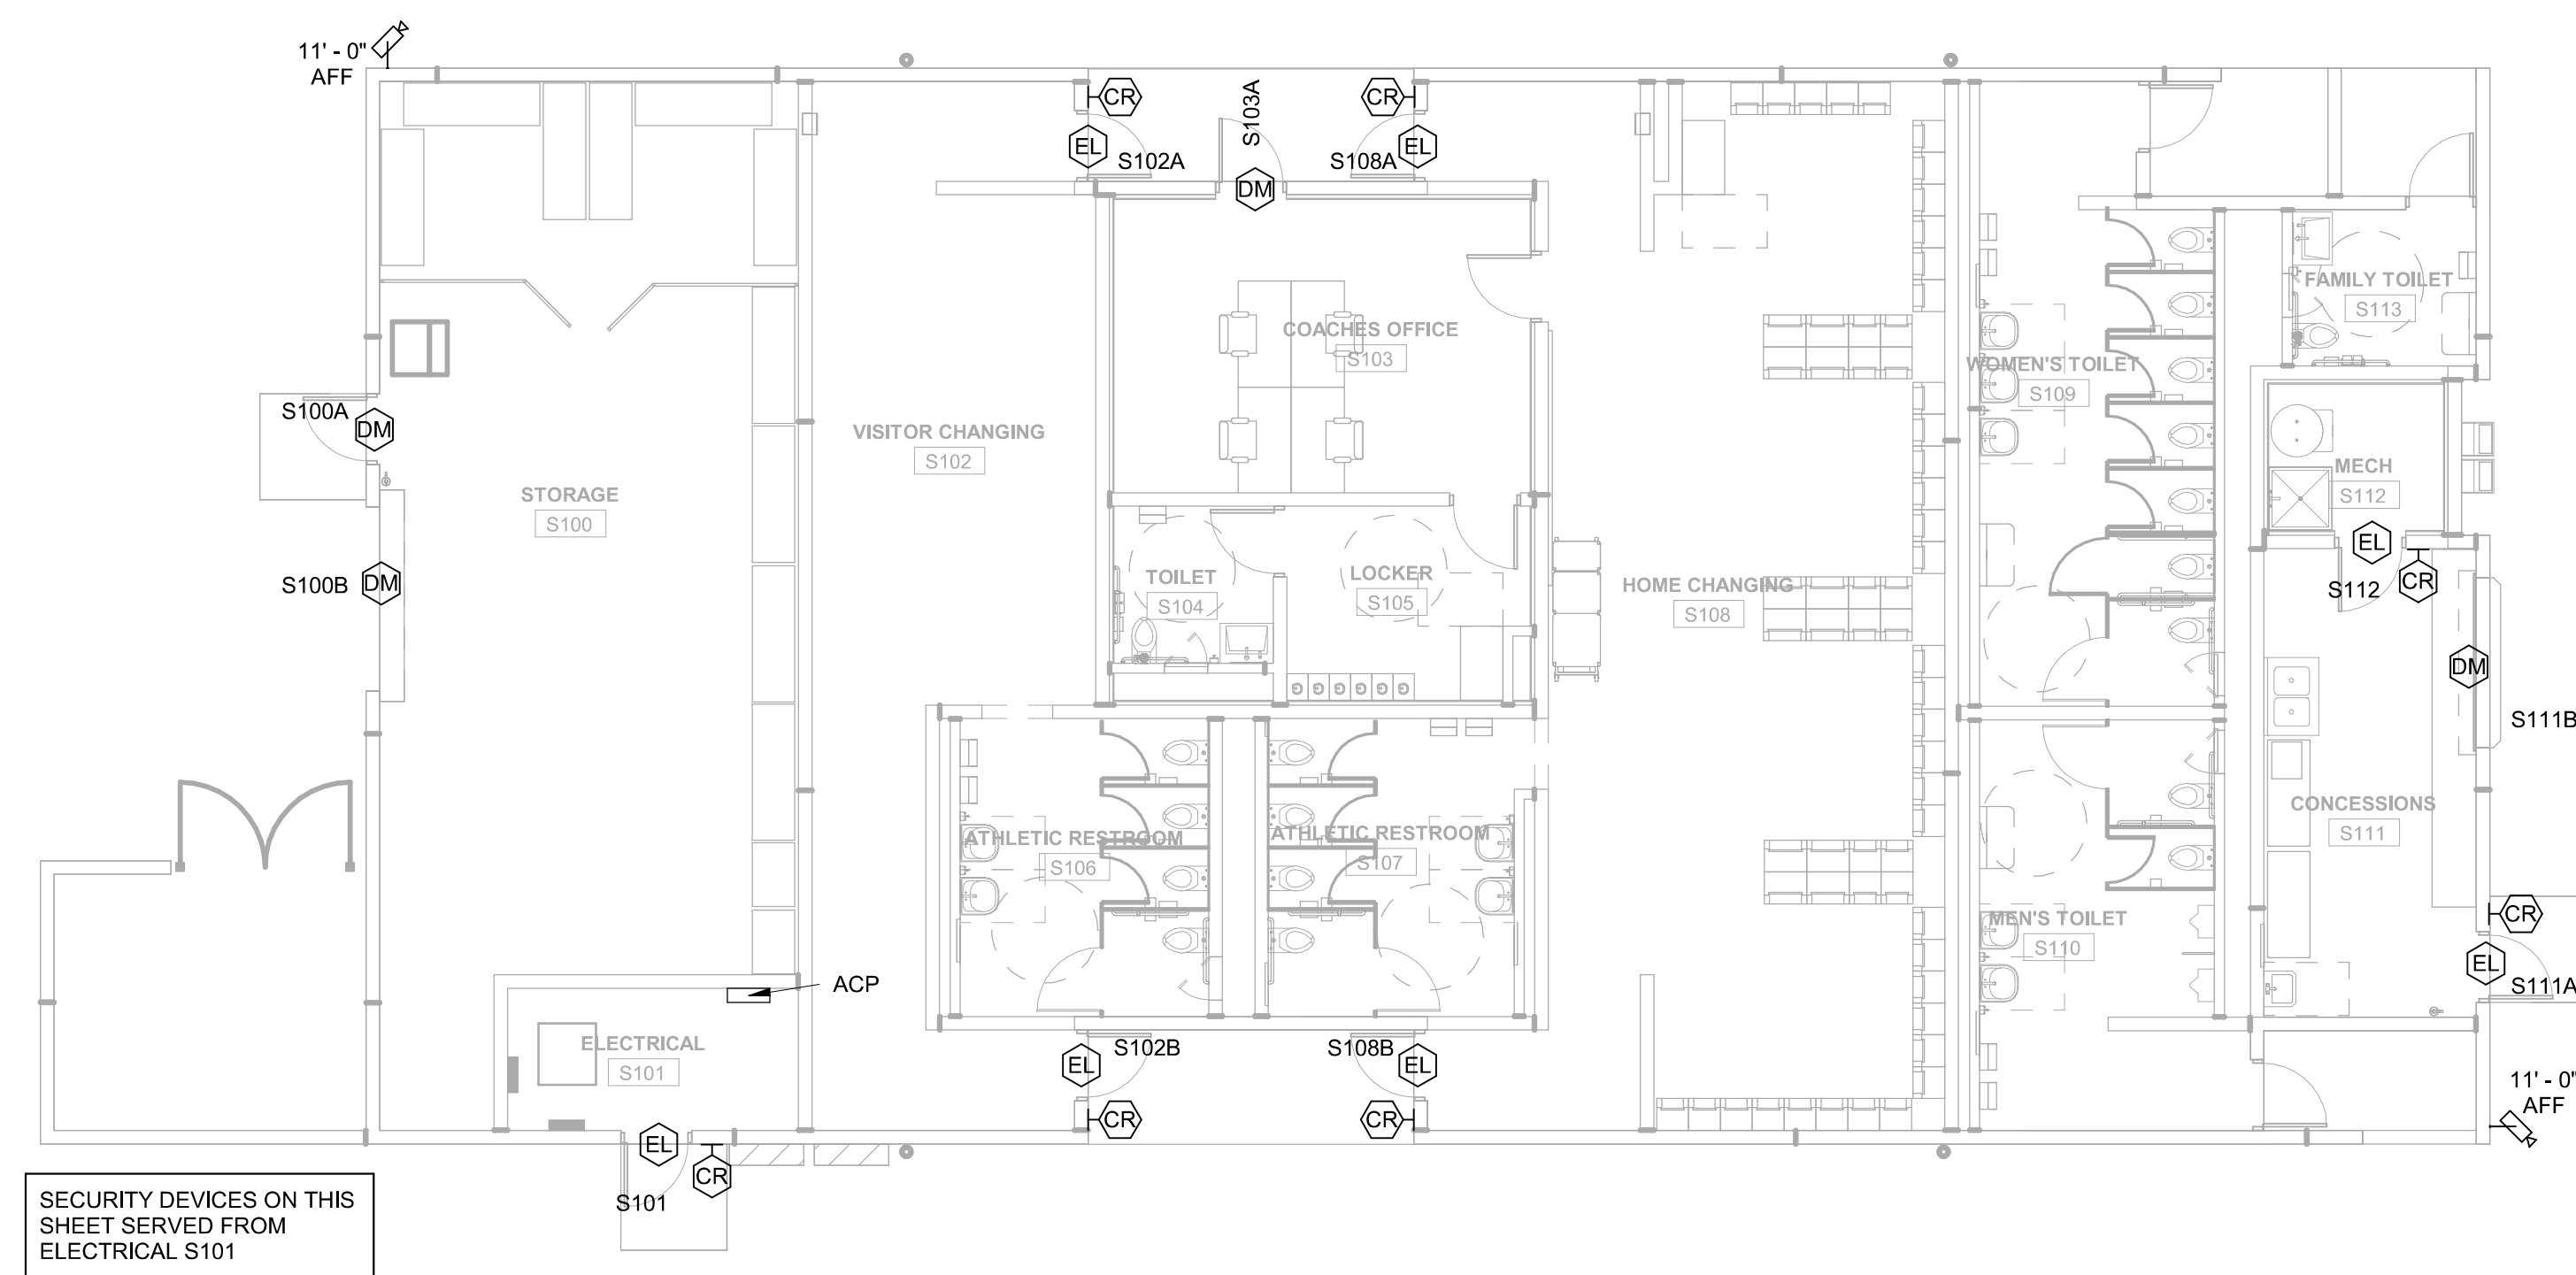 11' - 0"
AFF
CR
S103A
CR
EL
S102A
S108A
EL
DM
FAMILY TOILET
S113
COACHES OFFICE
S103
WOMEN'S TOILET
S109
S100A
DM
VISITOR CHANGING
S102
MECH
S112
STORAGE
S100
EL
S112
CR
S100B
DM
TOILET
S104
LOCKER
S105
HOME CHANGING
S108
DM
S111B
CONCESSIONS
S111
ATHLETIC RESTROOM
S106
ATHLETIC RESTROOM
S107
CR
MEN'S TOILET
S110
EL
S111A
ACP
ELECTRICAL
S101
EL
S102B
S108B
EL
11' - 0"
AFF
CR
CR
EL
CR
S101
SECURITY DEVICES ON THIS
SHEET SERVED FROM
ELECTRICAL S101